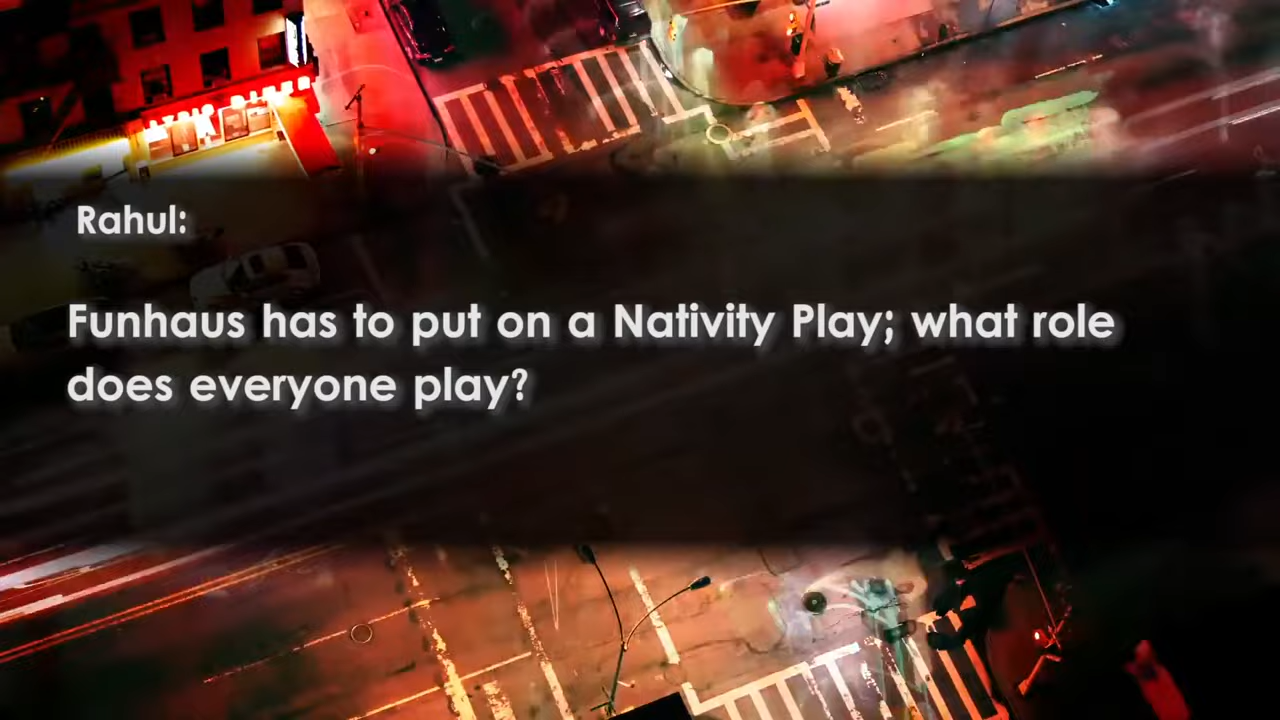 Rahul:
Funhaus has to put on a Nativity Play; what role
does everyone play?